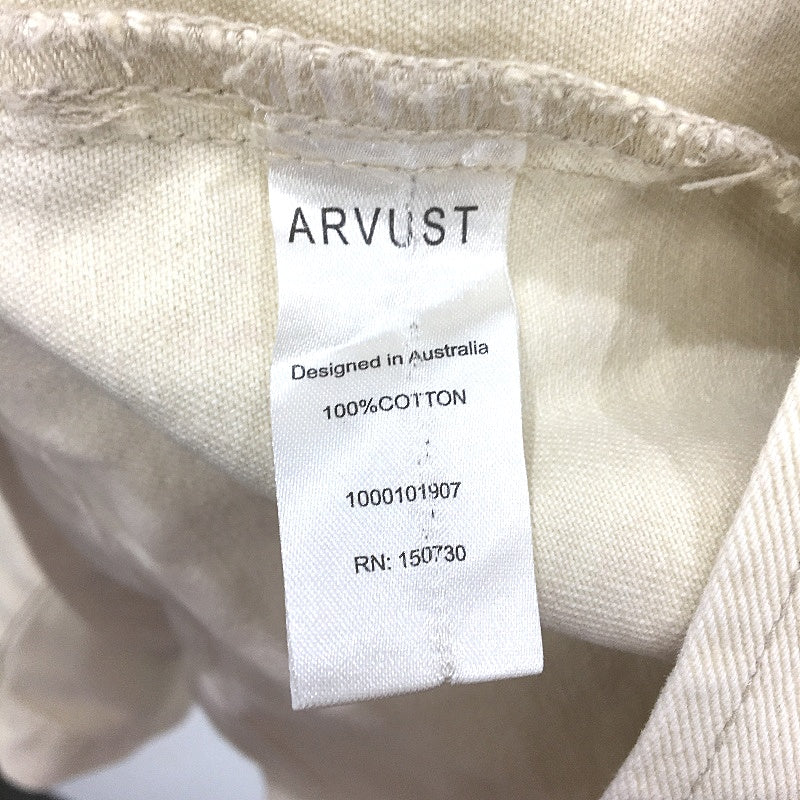 ARVUST
Designed in Australia
100%COTTON
1000101907
RN: 150730